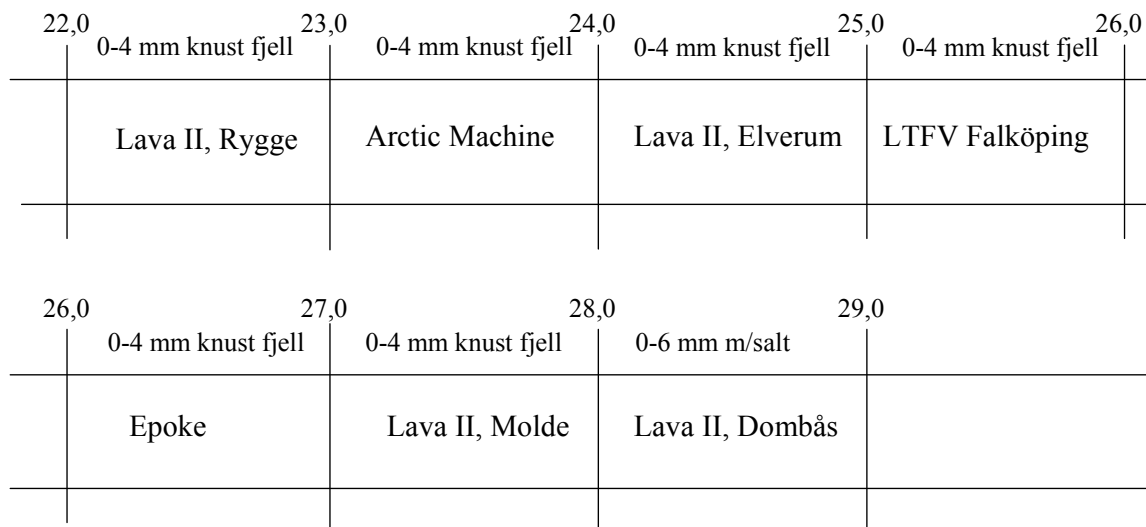 22,0 23,0 24,0 25,0 26,0
0-4 mm knust fjell 0-4 mm knust fjell 0-4 mm knust fjell 0-4 mm knust fjell
Lava II, Rygge Arctic Machine Lava II, Elverum LTFV Falköping
26,0 27,0 28,0 29,0
0-4 mm knust fjell 0-4 mm knust fjell 0-6 mm m/salt
Epoke Lava II, Molde Lava II, Dombås